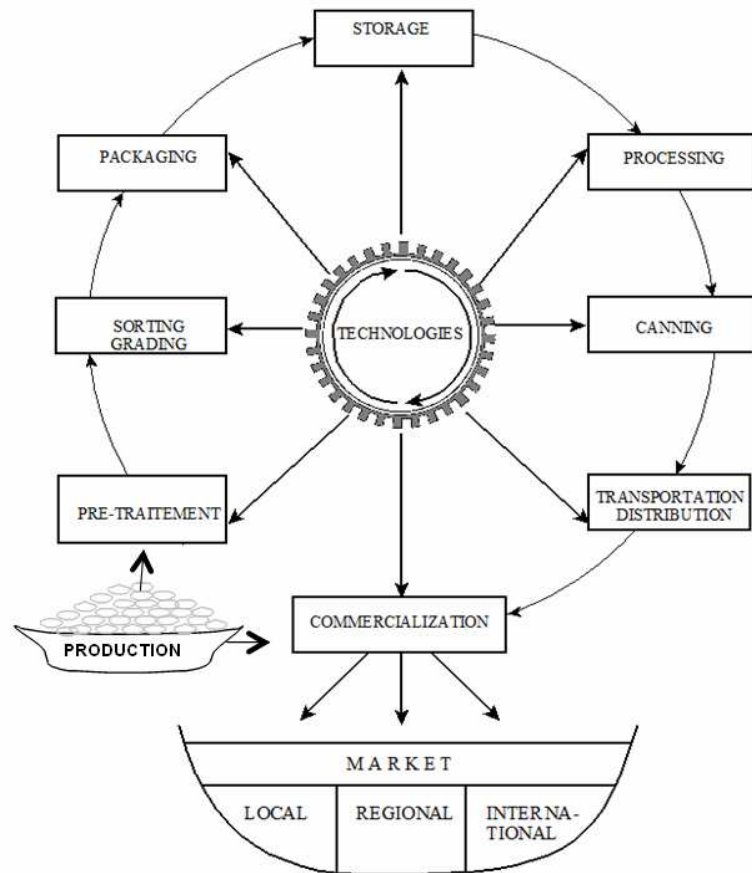 STORAGE
PACKAGING
PROCESSING
SORTING
GRADING
TECHNOLOGIES
CANNING
PRE-TRAITEMENT
TRANSPORTATION
DISTRIBUTION
COMMERCIALIZATION
PRODUCTION
MARKET
LOCAL
REGIONAL
INTERNA-
TIONAL